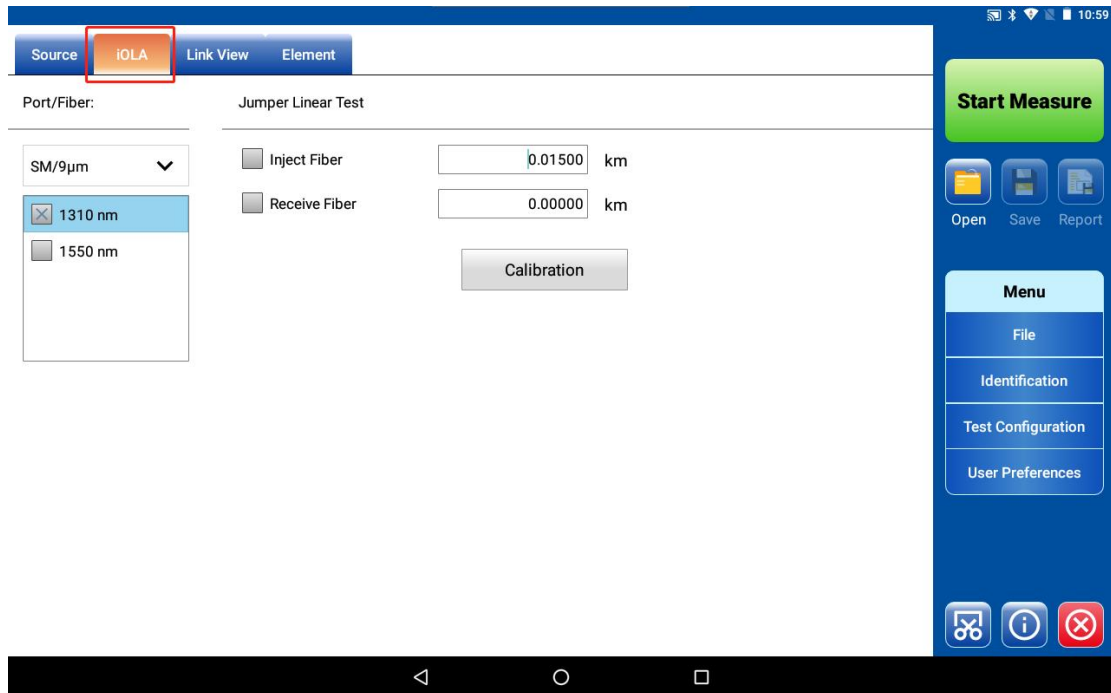 10:59
Source iOLA Link View Element
Port/Fiber: Jumper Linear Test
SM/9µm
1310 nm
1550 nm
Inject Fiber 0.01500 km
Receive Fiber 0.00000 km
Calibration
Start Measure
Open Save Report
Menu
File
Identification
Test Configuration
User Preferences